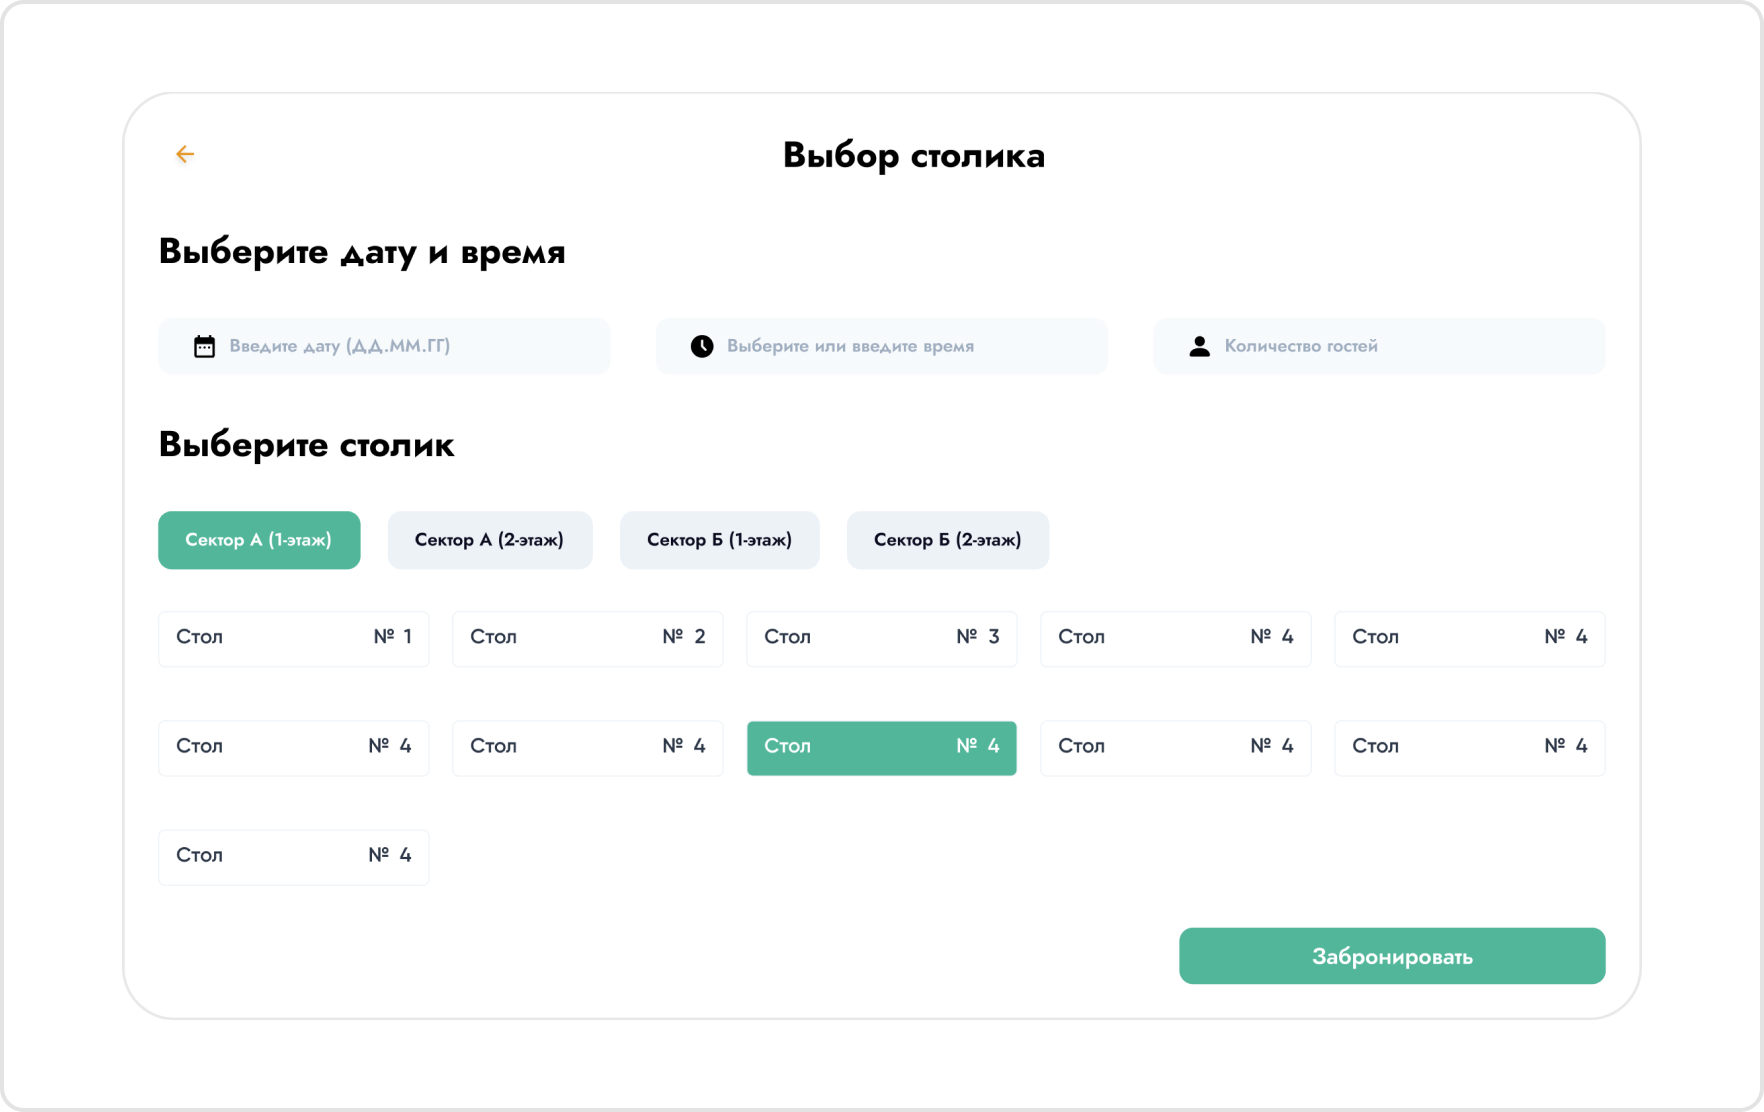 Выбор столика
Выберите дату и время
Введите дату (ДД.ММ.ГГ)
Выберите или введите время
Количество гостей
Выберите столик
Сектор А (1-этаж)
Сектор А (2-этаж)
Сектор Б (1-этаж)
Сектор Б (2-этаж)
Стол № 1
Стол № 2
Стол № 3
Стол № 4
Стол № 4
Стол № 4
Стол № 4
Стол № 4
Стол № 4
Стол № 4
Стол № 4
Забронировать